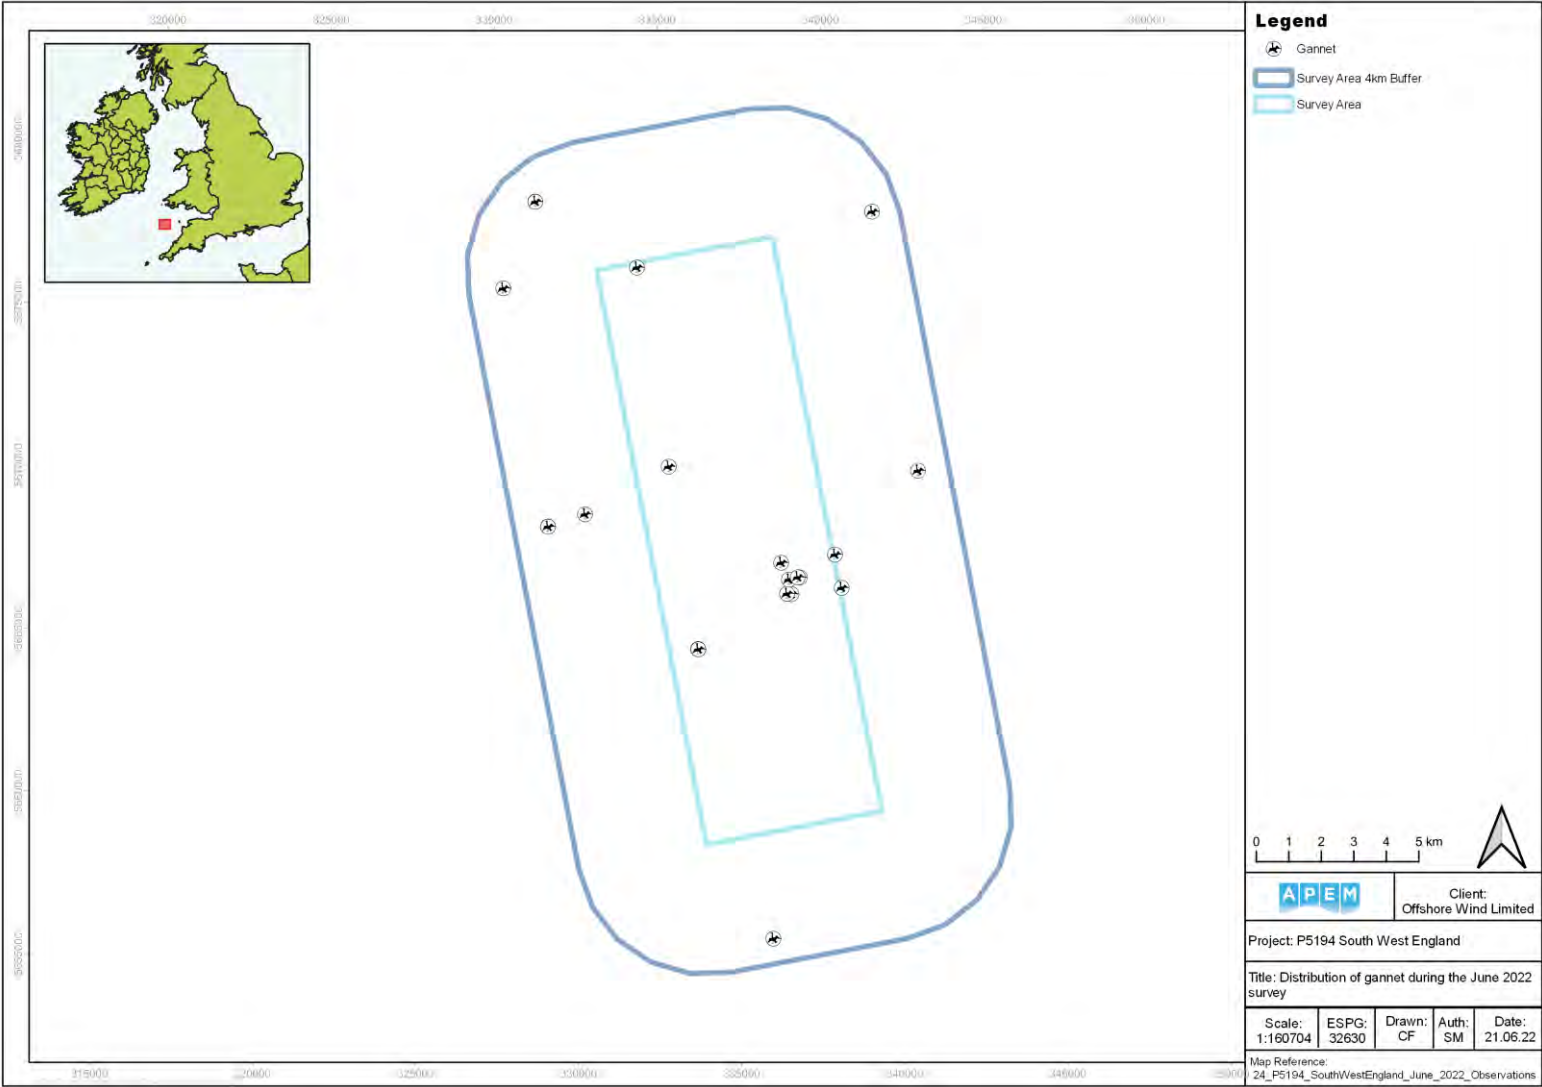 320000 325000 330000 335000 340000 345000 350000
Legend
Gannet
Survey Area 4km Buffer
Survey Area
0 1 2 3 4 5 km
APEM
Client:
Offshore Wind Limited
Project: P5194 South West England
Title: Distribution of gannet during the June 2022
survey
Scale:
1:160704
ESPG:
32630
Drawn:
CF
Auth:
SM
Date:
21.06.22
Map Reference:
24_P5194_SouthWestEngland_June_2022_Observations
315000 320000 325000 330000 335000 340000 345000 350000